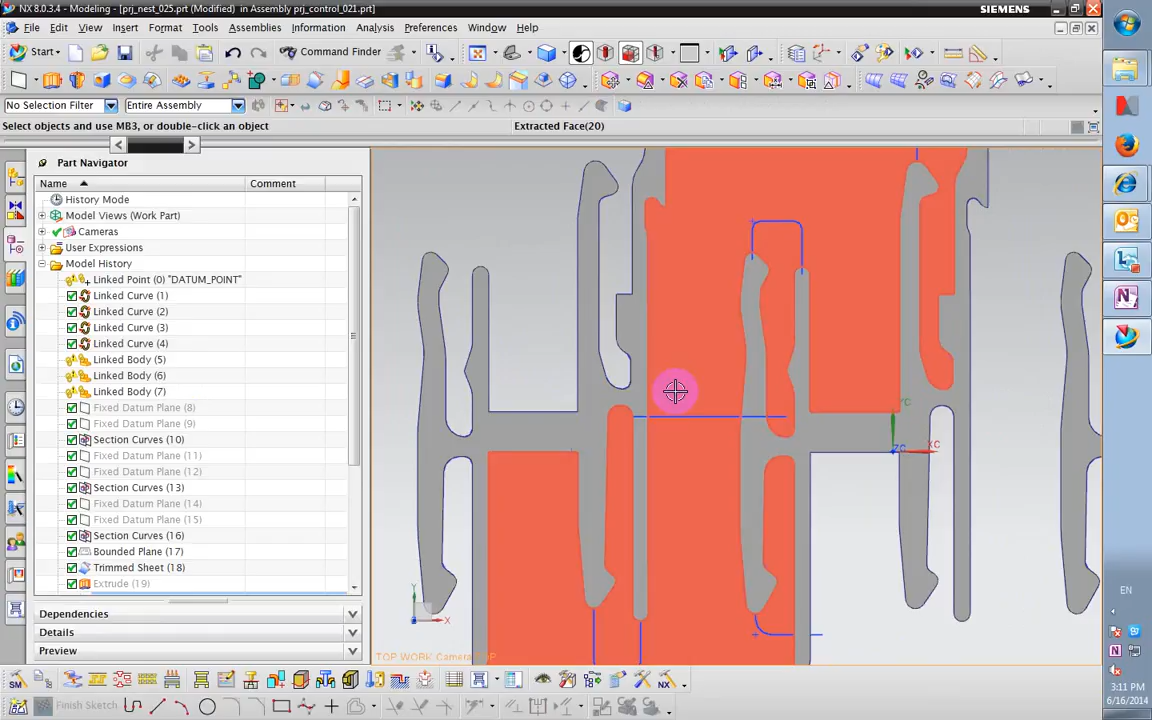 NX 8.0.3.4 - Modeling - [prj_nest_025.prt (Modified) in Assembly prj_control_021.prt]
SIEMENS
File Edit View Insert Format Tools Assemblies Information Analysis Preferences Window Help
Start
Command Finder
No Selection Filter
Entire Assembly
Select objects and use MB3, or double-click an object
Extracted Face(20)
Part Navigator
Name
Comment
History Mode
Model Views (Work Part)
Cameras
User Expressions
Model History
Linked Point (0) "DATUM_POINT"
Linked Curve (1)
Linked Curve (2)
Linked Curve (3)
Linked Curve (4)
Linked Body (5)
Linked Body (6)
Linked Body (7)
Fixed Datum Plane (8)
Fixed Datum Plane (9)
Section Curves (10)
Fixed Datum Plane (11)
Fixed Datum Plane (12)
Section Curves (13)
Fixed Datum Plane (14)
Fixed Datum Plane (15)
Section Curves (16)
Bounded Plane (17)
Trimmed Sheet (18)
Extrude (19)
Dependencies
Details
Preview
YC
XC
ZC
Y
X
TOP WORK Camera TOP
Finish Sketch
EN
3:11 PM
6/16/2014